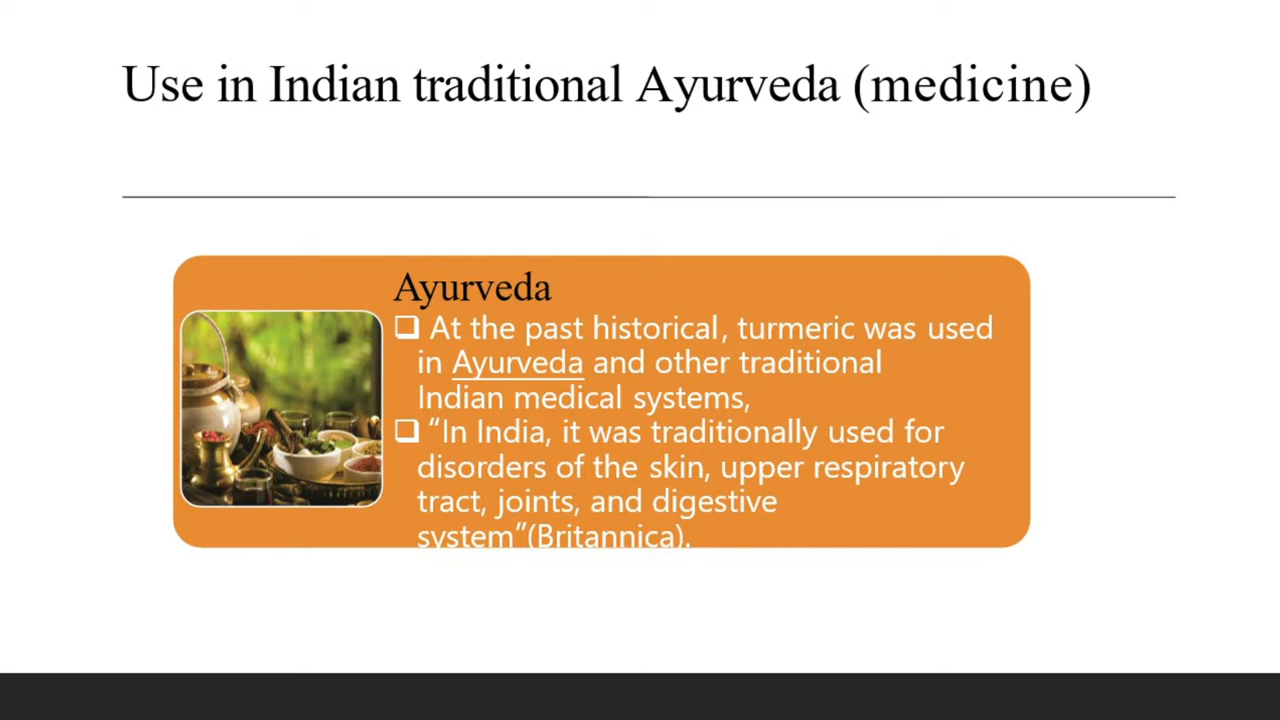 Use in Indian traditional Ayurveda (medicine)
Ayurveda
At the past historical, turmeric was used
in Ayurveda and other traditional
Indian medical systems,
“In India, it was traditionally used for
disorders of the skin, upper respiratory
tract, joints, and digestive
system”(Britannica).